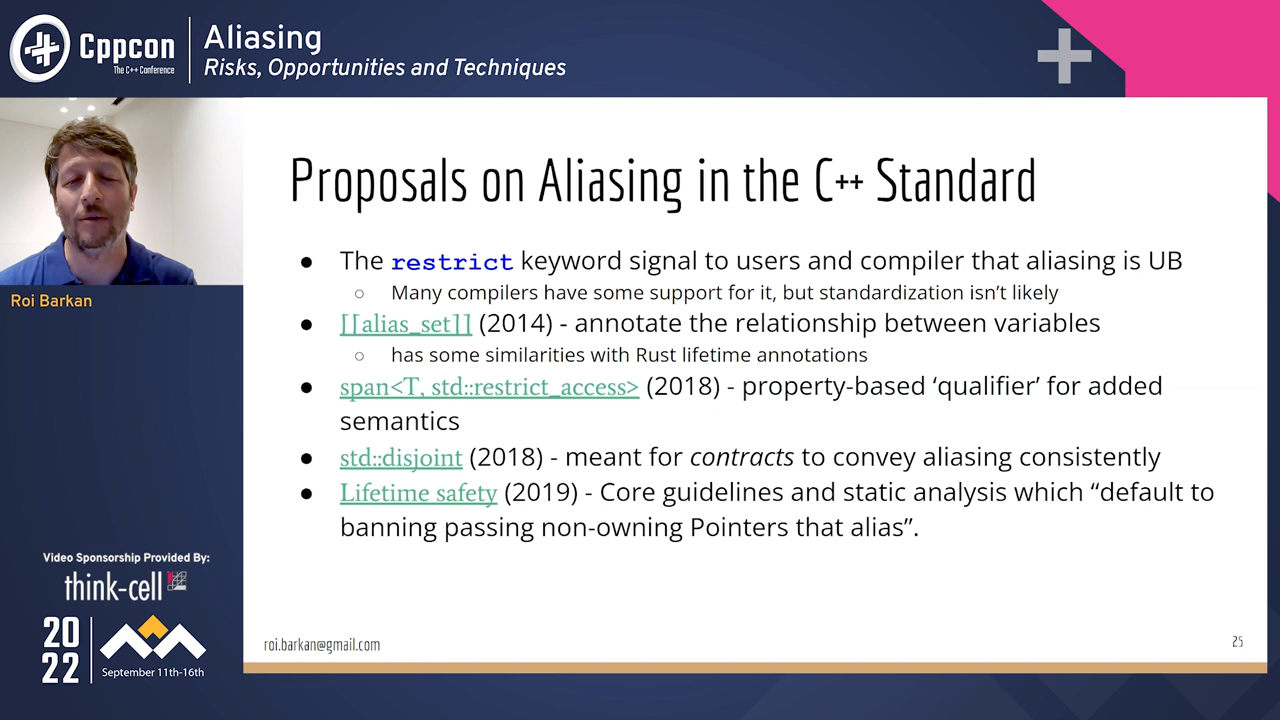 Cppcon
The C++ Conference
Aliasing
Risks, Opportunities and Techniques
Roi Barkan
Proposals on Aliasing in the C++ Standard
● The restrict keyword signal to users and compiler that aliasing is UB
○ Many compilers have some support for it, but standardization isn't likely
● [[alias_set]] (2014) - annotate the relationship between variables
○ has some similarities with Rust lifetime annotations
● span<T, std::restrict_access> (2018) - property-based ‘qualifier’ for added
semantics
● std::disjoint (2018) - meant for contracts to convey aliasing consistently
● Lifetime safety (2019) - Core guidelines and static analysis which “default to
banning passing non-owning Pointers that alias”.
Video Sponsorship Provided By:
think-cell
20
22
September 11th-16th
roi.barkan@gmail.com
25